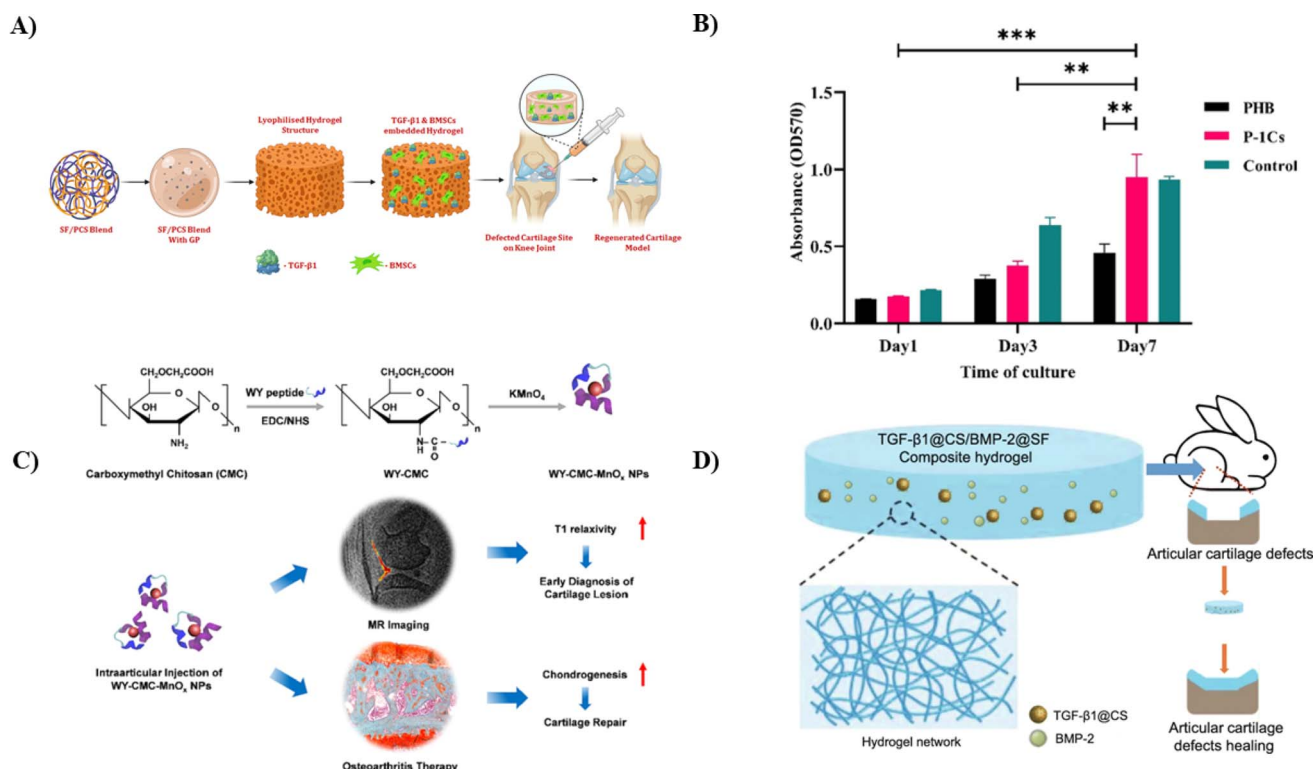 A)
Lyophilised Hydrogel
Structure
TGF-β1 & BMSCs
embedded Hydrogel
SF/PCS Blend
SF/PCS Blend
With GP
Defected Cartilage Site
on Knee Joint
Regenerated Cartilage
Model
- TGF-β1
- BMSCs
B)
***
**
**
1.5
1.0
0.5
0.0
Absorbance (OD570)
PHB
P-1Cs
Control
Day1
Day3
Day7
Time of culture
C)
CH₂OCH₂COOH
O
O
OH
NH₂
n
WY peptide
EDC/NHS
CH₂OCH₂COOH
O
O
OH
N-C
H
O
n
KMnO₄
Carboxymethyl Chitosan (CMC)
WY-CMC
WY-CMC-MnOₓ NPs
Intraarticular Injection of
WY-CMC-MnOₓ NPs
MR Imaging
T1 relaxivity
Early Diagnosis of
Cartilage Lesion
Osteoarthritis Therapy
Chondrogenesis
Cartilage Repair
D)
TGF-β1@CS/BMP-2@SF
Composite hydrogel
Articular cartilage defects
Hydrogel network
TGF-β1@CS
BMP-2
Articular cartilage
defects healing